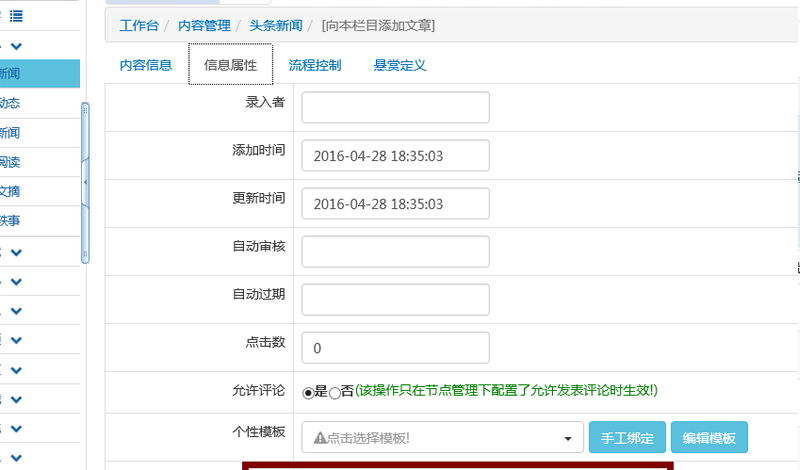 工作台 / 内容管理 / 头条新闻 / [向本栏目添加文章]
内容信息 信息属性 流程控制 悬赏定义
新闻
动态
新闻
阅读
文摘
轶事
录入者
添加时间 2016-04-28 18:35:03
更新时间 2016-04-28 18:35:03
自动审核
自动过期
点击数 0
允许评论 是 否 (该操作只在节点管理下配置了允许发表评论时生效!)
个性模板 点击选择模板! 手工绑定 编辑模板